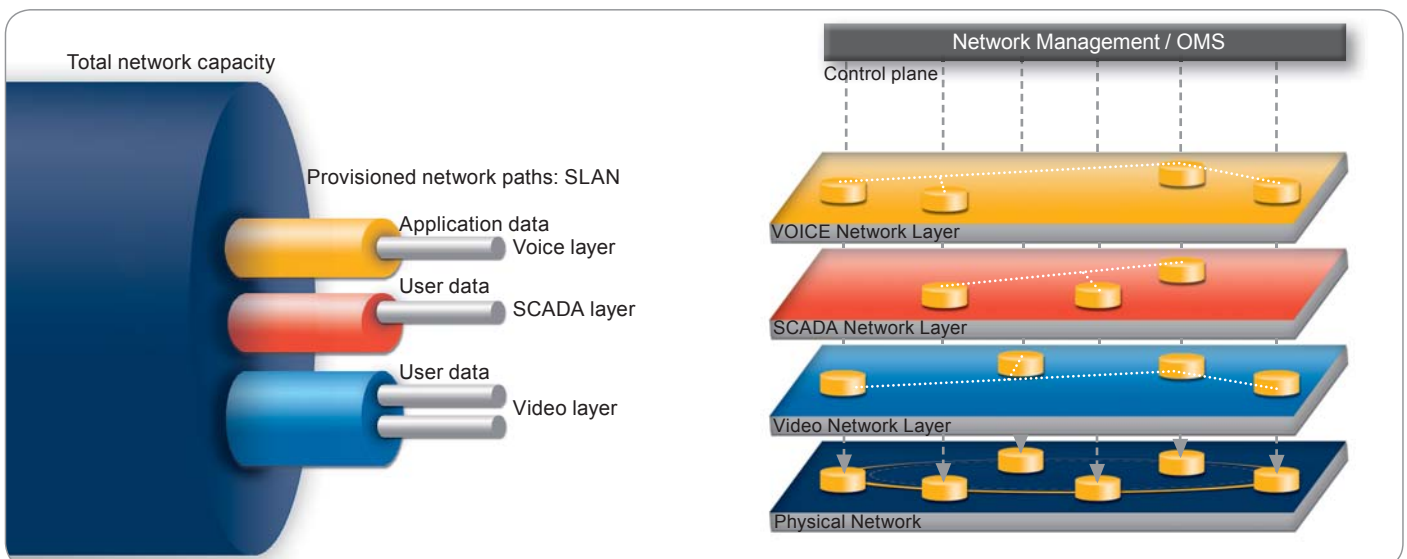 Total network capacity
Provisioned network paths: SLAN
Application data
Voice layer
User data
SCADA layer
User data
Video layer
Network Management / OMS
Control plane
VOICE Network Layer
SCADA Network Layer
Video Network Layer
Physical Network